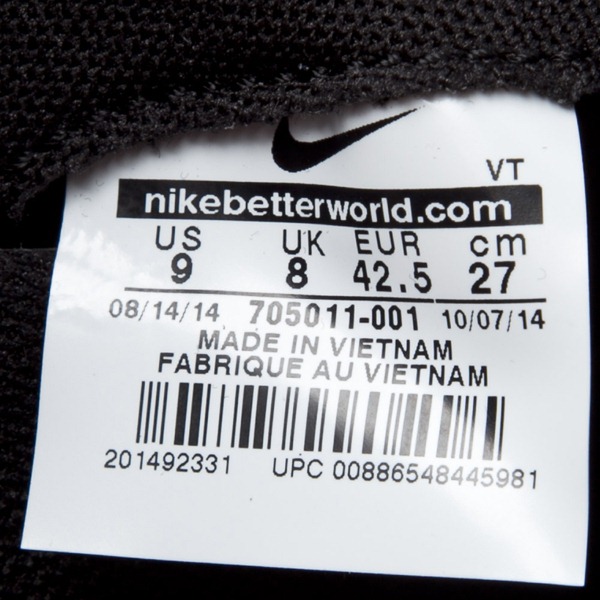 VT
nikebetterworld.com
US UK EUR cm
9 8 42.5 27
08/14/14 705011-001 10/07/14
MADE IN VIETNAM
FABRIQUE AU VIETNAM
201492331 UPC 00886548445981